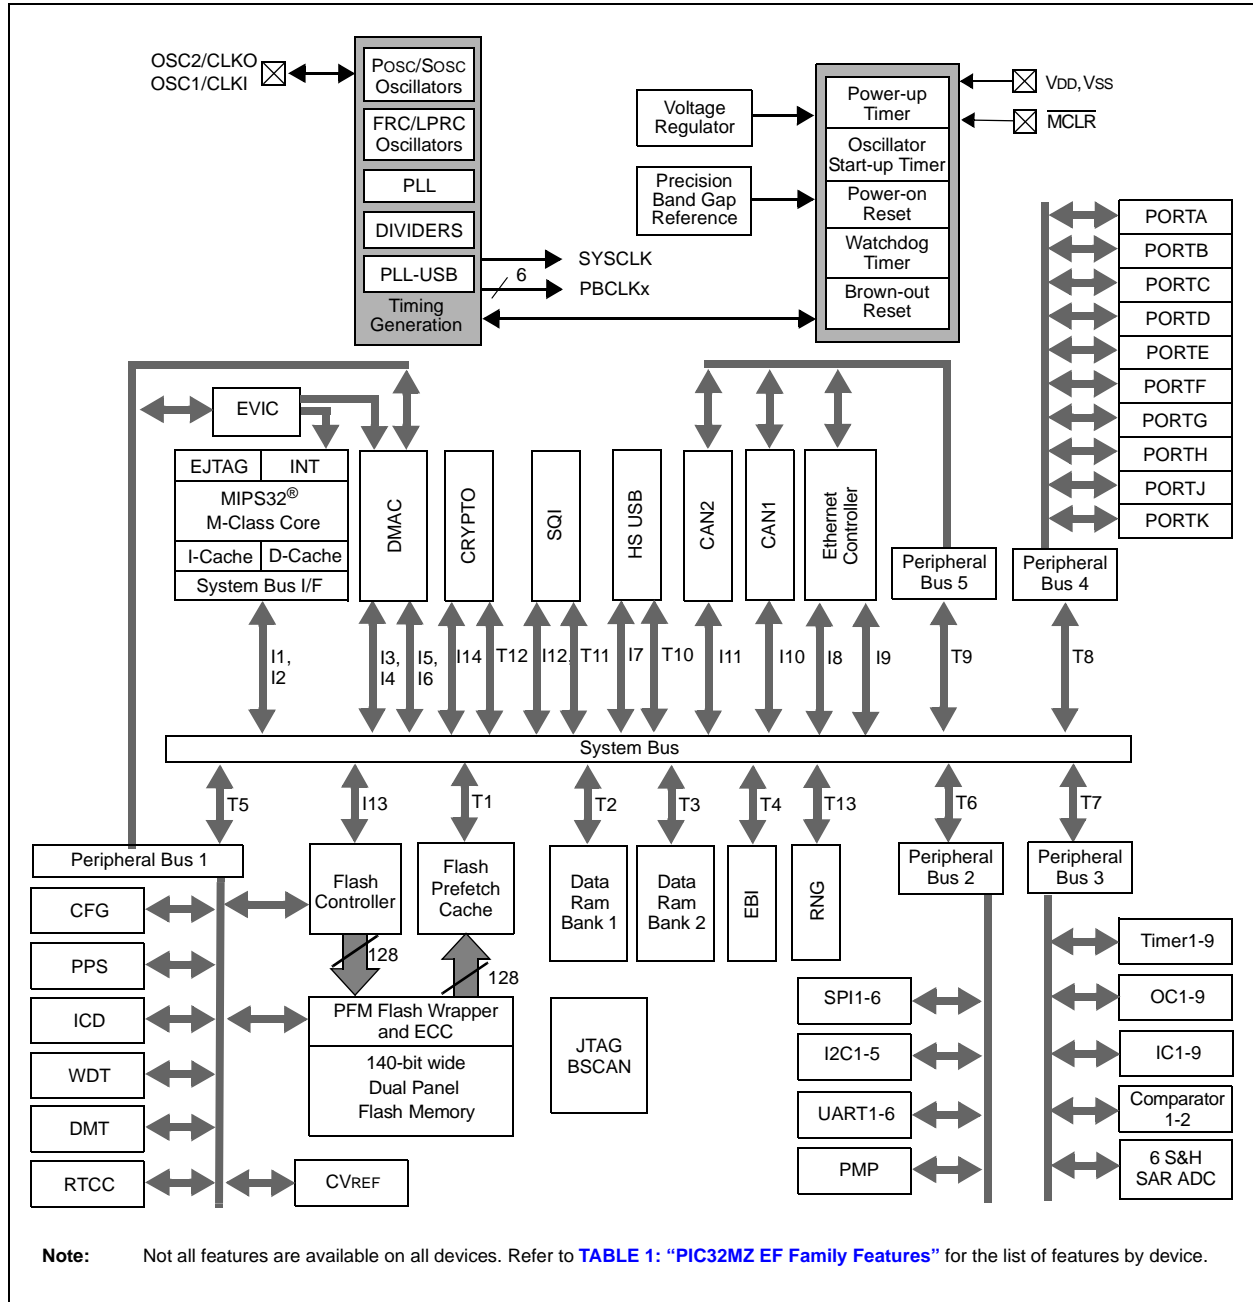 OSC2/CLKO
OSC1/CLKI
POSC/SOSC
Oscillators
FRC/LPRC
Oscillators
PLL
DIVIDERS
PLL-USB
Timing
Generation
6
SYSCLK
PBCLKx
Voltage
Regulator
Precision
Band Gap
Reference
Power-up
Timer
Oscillator
Start-up Timer
Power-on
Reset
Watchdog
Timer
Brown-out
Reset
VDD, VSS
MCLR
PORTA
PORTB
PORTC
PORTD
PORTE
PORTF
PORTG
PORTH
PORTJ
PORTK
EVIC
EJTAG
INT
MIPS32®
M-Class Core
I-Cache
D-Cache
System Bus I/F
DMAC
CRYPTO
SQI
HS USB
CAN2
CAN1
Ethernet
Controller
Peripheral
Bus 5
Peripheral
Bus 4
I1,
I2
I3,
I4
I5,
I6
I14
T12
I12,
T11
I7
T10
I11
I10
I8
I9
T9
T8
System Bus
T5
I13
T1
T2
T3
T4
T13
T6
T7
Peripheral Bus 1
Flash
Controller
Flash
Prefetch
Cache
Data
Ram
Bank 1
Data
Ram
Bank 2
EBI
RNG
Peripheral
Bus 2
Peripheral
Bus 3
CFG
PPS
ICD
WDT
DMT
RTCC
128
128
PFM Flash Wrapper
and ECC
140-bit wide
Dual Panel
Flash Memory
CVREF
JTAG
BSCAN
SPI1-6
I2C1-5
UART1-6
PMP
Timer1-9
OC1-9
IC1-9
Comparator
1-2
6 S&H
SAR ADC
Note: Not all features are available on all devices. Refer to TABLE 1: “PIC32MZ EF Family Features” for the list of features by device.